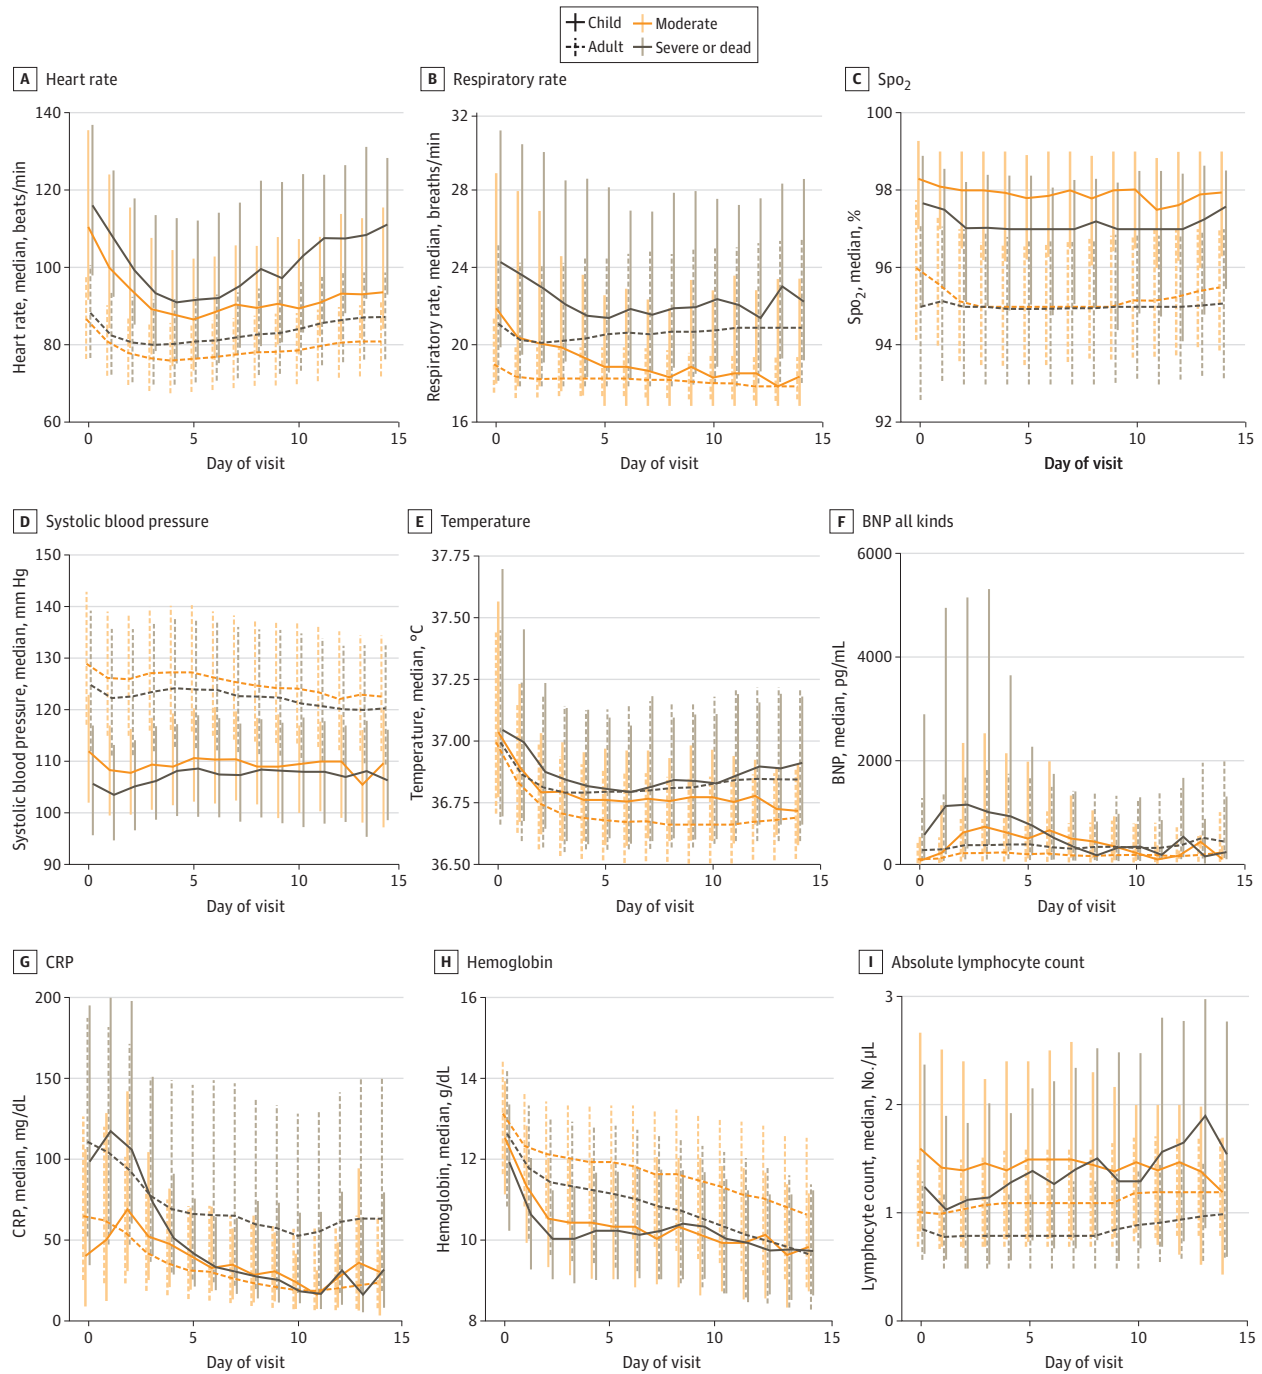 Child Moderate
Adult Severe or dead
A Heart rate
140
120
100
80
60
Heart rate, median, beats/min
0 5 10 15
Day of visit
B Respiratory rate
32
28
24
20
16
Respiratory rate, median, breaths/min
0 5 10 15
Day of visit
C Spo2
100
98
96
94
92
Spo2, median, %
0 5 10 15
Day of visit
D Systolic blood pressure
150
140
130
120
110
100
90
Systolic blood pressure, median, mm Hg
0 5 10 15
Day of visit
E Temperature
37.75
37.50
37.25
37.00
36.75
36.50
Temperature, median, °C
0 5 10 15
Day of visit
F BNP all kinds
6000
4000
2000
0
BNP, median, pg/mL
0 5 10 15
Day of visit
G CRP
200
150
100
50
0
CRP, median, mg/dL
0 5 10 15
Day of visit
H Hemoglobin
16
14
12
10
8
Hemoglobin, median, g/dL
0 5 10 15
Day of visit
I Absolute lymphocyte count
3
2
1
0
Lymphocyte count, median, No./μL
0 5 10 15
Day of visit